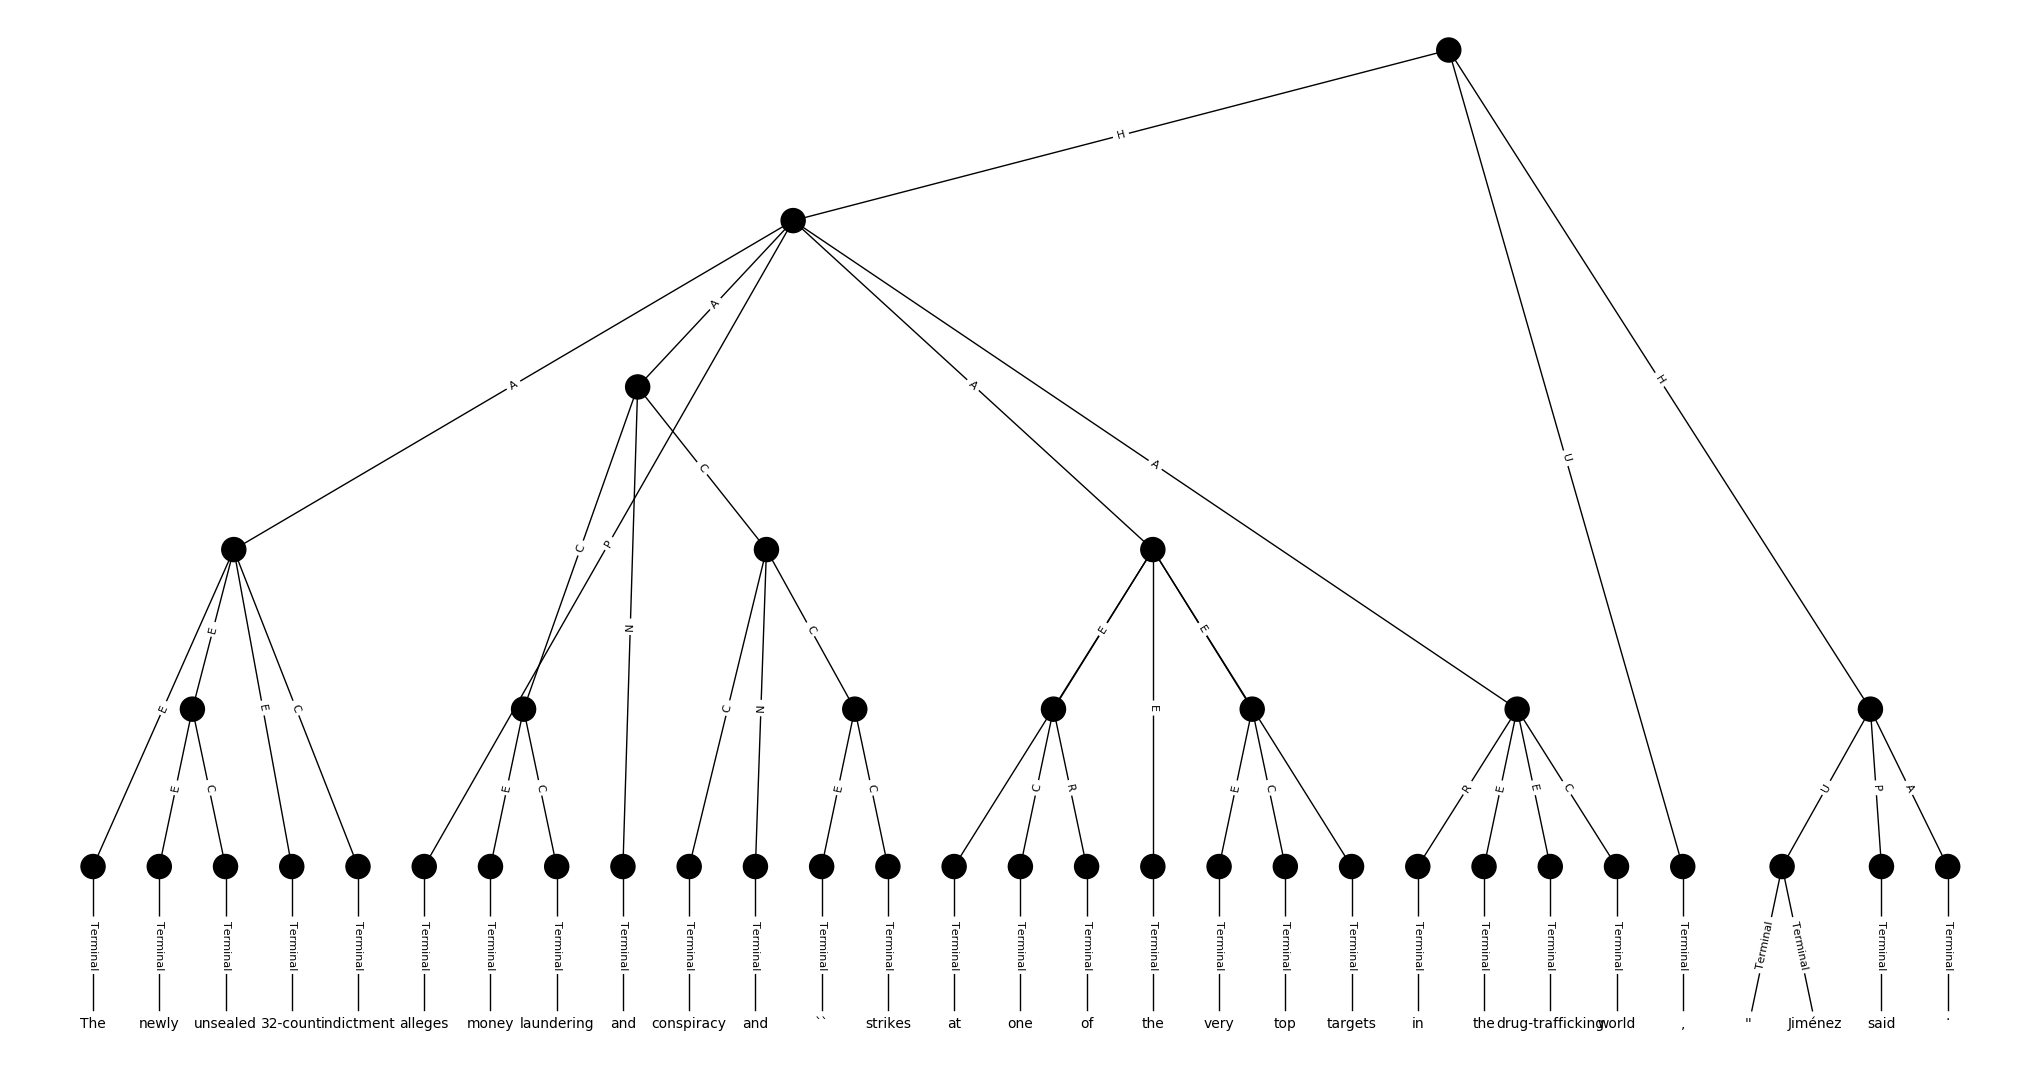 H
A
A
A
C
A
H
U
C
P
N
E
C
E
E
E
E
C
C
N
E
E
C
E
C
E
C
E
C
C
R
E
C
R
E
E
C
U
P
A
Terminal Terminal Terminal Terminal Terminal Terminal Terminal Terminal Terminal Terminal Terminal Terminal Terminal Terminal Terminal Terminal Terminal Terminal Terminal Terminal Terminal Terminal Terminal Terminal Terminal Terminal Terminal Terminal Terminal
The newly unsealed 32-count indictment alleges money laundering and conspiracy and `` strikes at one of the very top targets in the drug-trafficking world , " Jiménez said .